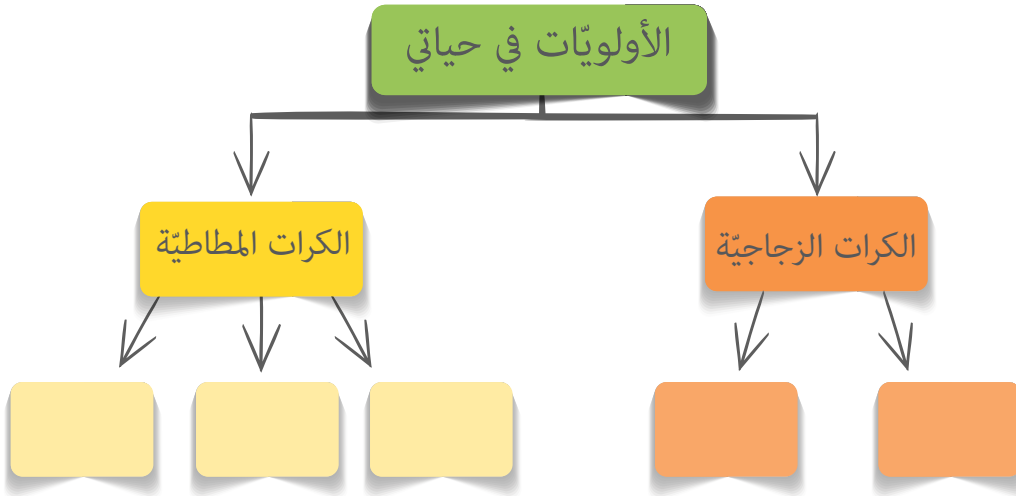 الأولويّات في حياتي
الكرات الزجاجيّة
الكرات المطاطيّة